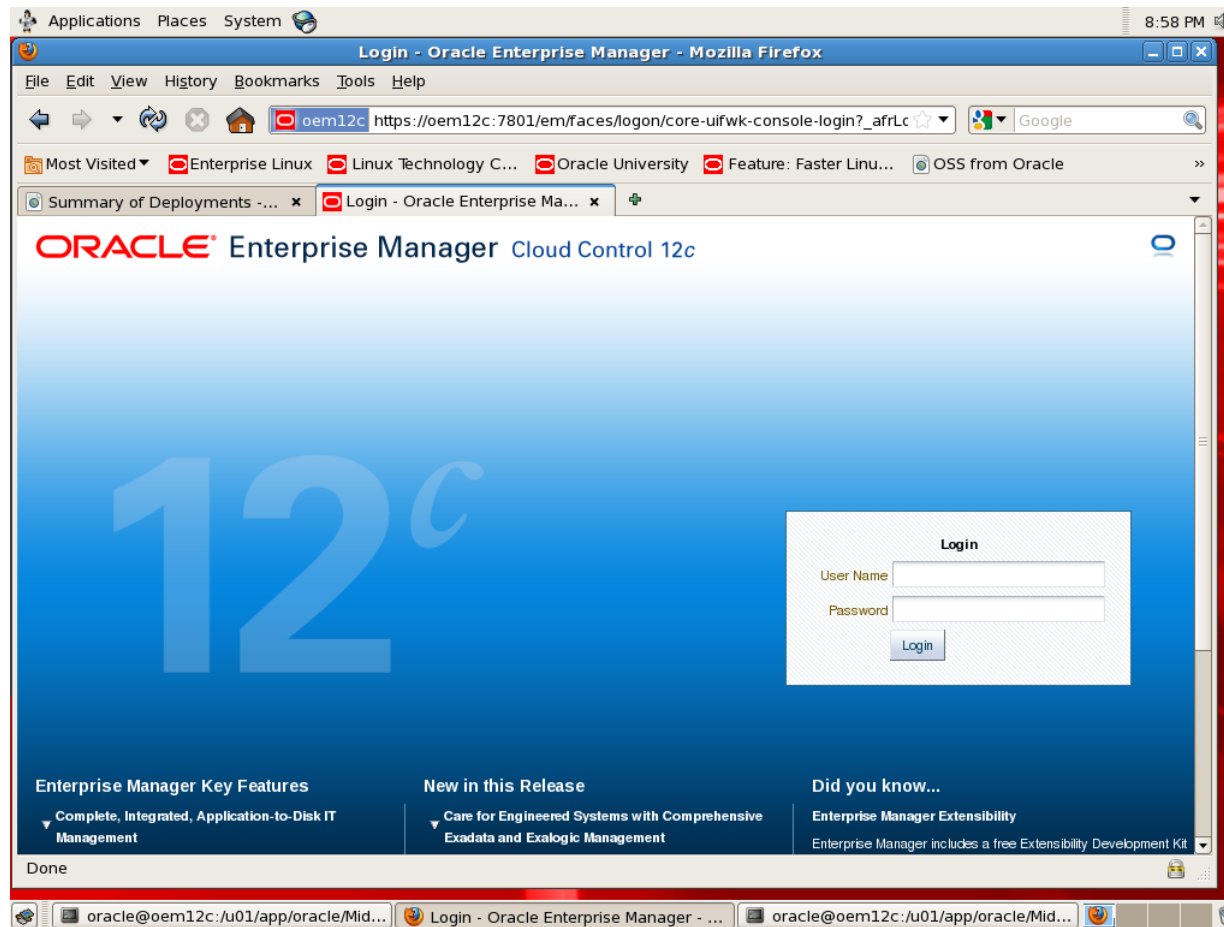 Applications Places System
8:58 PM
Login - Oracle Enterprise Manager - Mozilla Firefox
File Edit View History Bookmarks Tools Help
oem12c https://oem12c:7801/em/faces/logon/core-uifwk-console-login?_afrLc
Google
Most Visited Enterprise Linux Linux Technology C... Oracle University Feature: Faster Linu... OSS from Oracle »
Summary of Deployments -... Login - Oracle Enterprise Ma...
ORACLE Enterprise Manager Cloud Control 12c
12c
Login
User Name
Password
Login
Enterprise Manager Key Features
Complete, Integrated, Application-to-Disk IT
Management
New in this Release
Care for Engineered Systems with Comprehensive
Exadata and Exalogic Management
Did you know...
Enterprise Manager Extensibility
Enterprise Manager includes a free Extensibility Development Kit
Done
oracle@oem12c:/u01/app/oracle/Mid... Login - Oracle Enterprise Manager - ... oracle@oem12c:/u01/app/oracle/Mid...